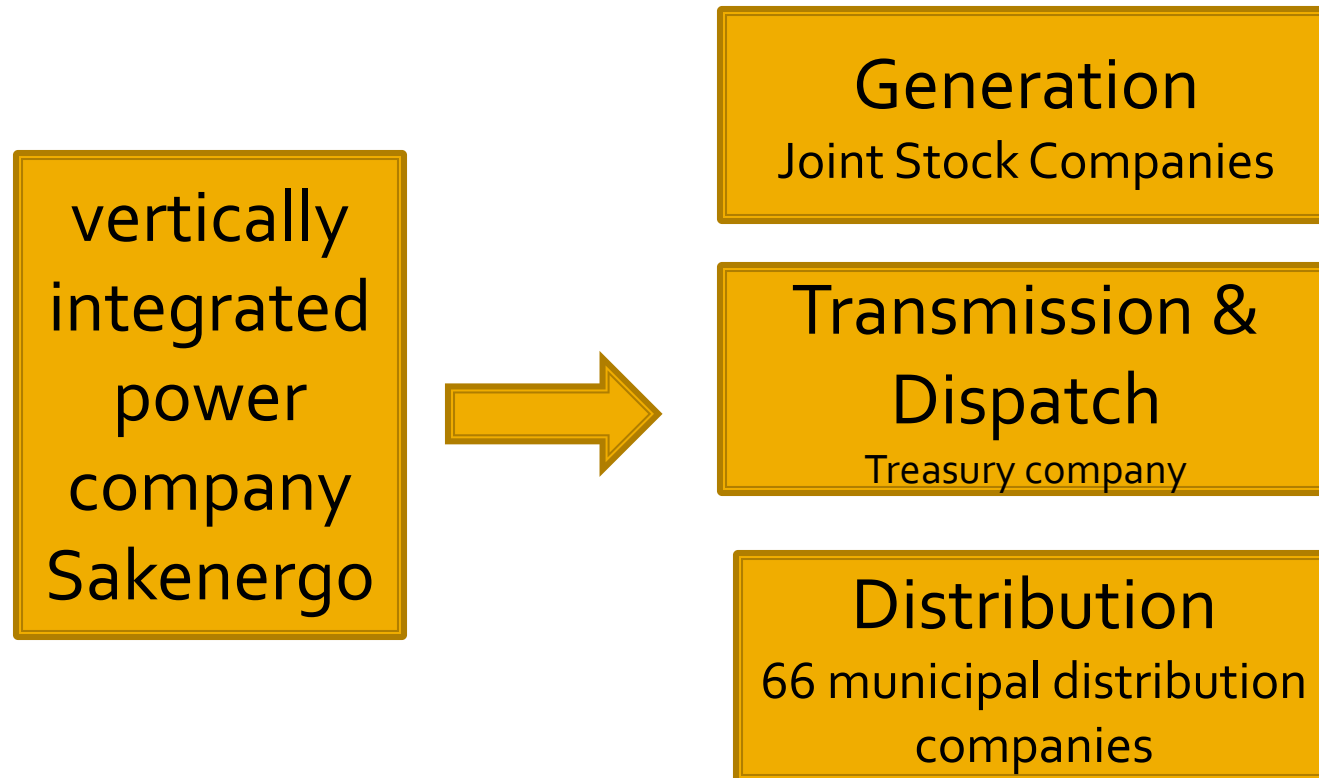 vertically
integrated
power
company
Sakenergo
Generation
Joint Stock Companies
Transmission &
Dispatch
Treasury company
Distribution
66 municipal distribution
companies